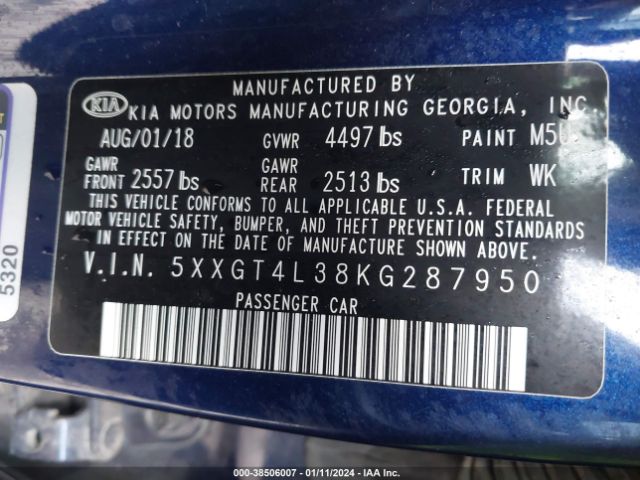 MANUFACTURED BY
KIA KIA MOTORS MANUFACTURING GEORGIA, INC
AUG/01/18 GVWR 4497 lbs PAINT M5U
GAWR FRONT 2557 lbs GAWR REAR 2513 lbs TRIM WK
THIS VEHICLE CONFORMS TO ALL APPLICABLE U.S.A. FEDERAL
MOTOR VEHICLE SAFETY, BUMPER, AND THEFT PREVENTION STANDARDS
IN EFFECT ON THE DATE OF MANUFACTURE SHOWN ABOVE.
V.I.N. 5XXGT4L38KG287950
PASSENGER CAR
5320
000-38506007 - 01/11/2024 - IAA Inc.